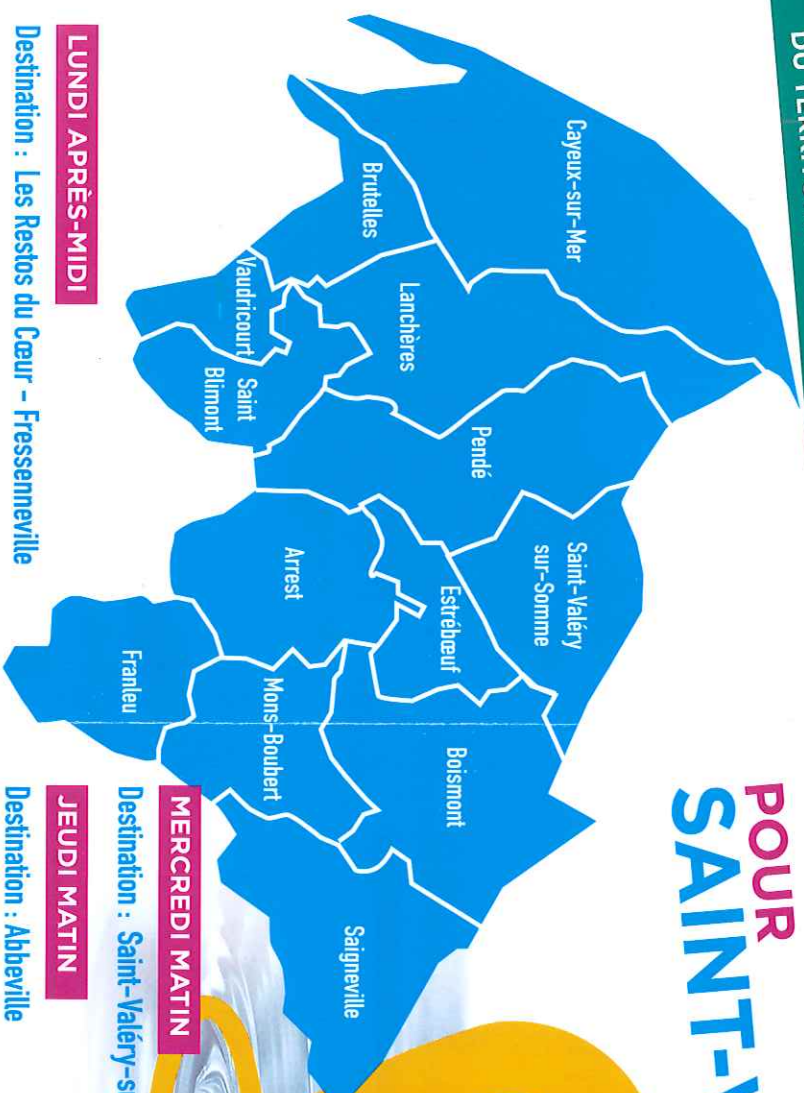 POUR
SAINT-V
Cayeux-sur-Mer
Brutelles
Lanchères
Vaudricourt
Saint
Blimont
Pendé
Saint-Valéry
sur-Somme
Estrébœuf
Arrest
Boismont
Mons-Boubert
Franleu
Saigneville
LUNDI APRÈS-MIDI
Destination : Les Restos du Cœur - Fressenneville
MERCREDI MATIN
Destination : Saint-Valéry-s
JEUDI MATIN
Destination : Abbeville